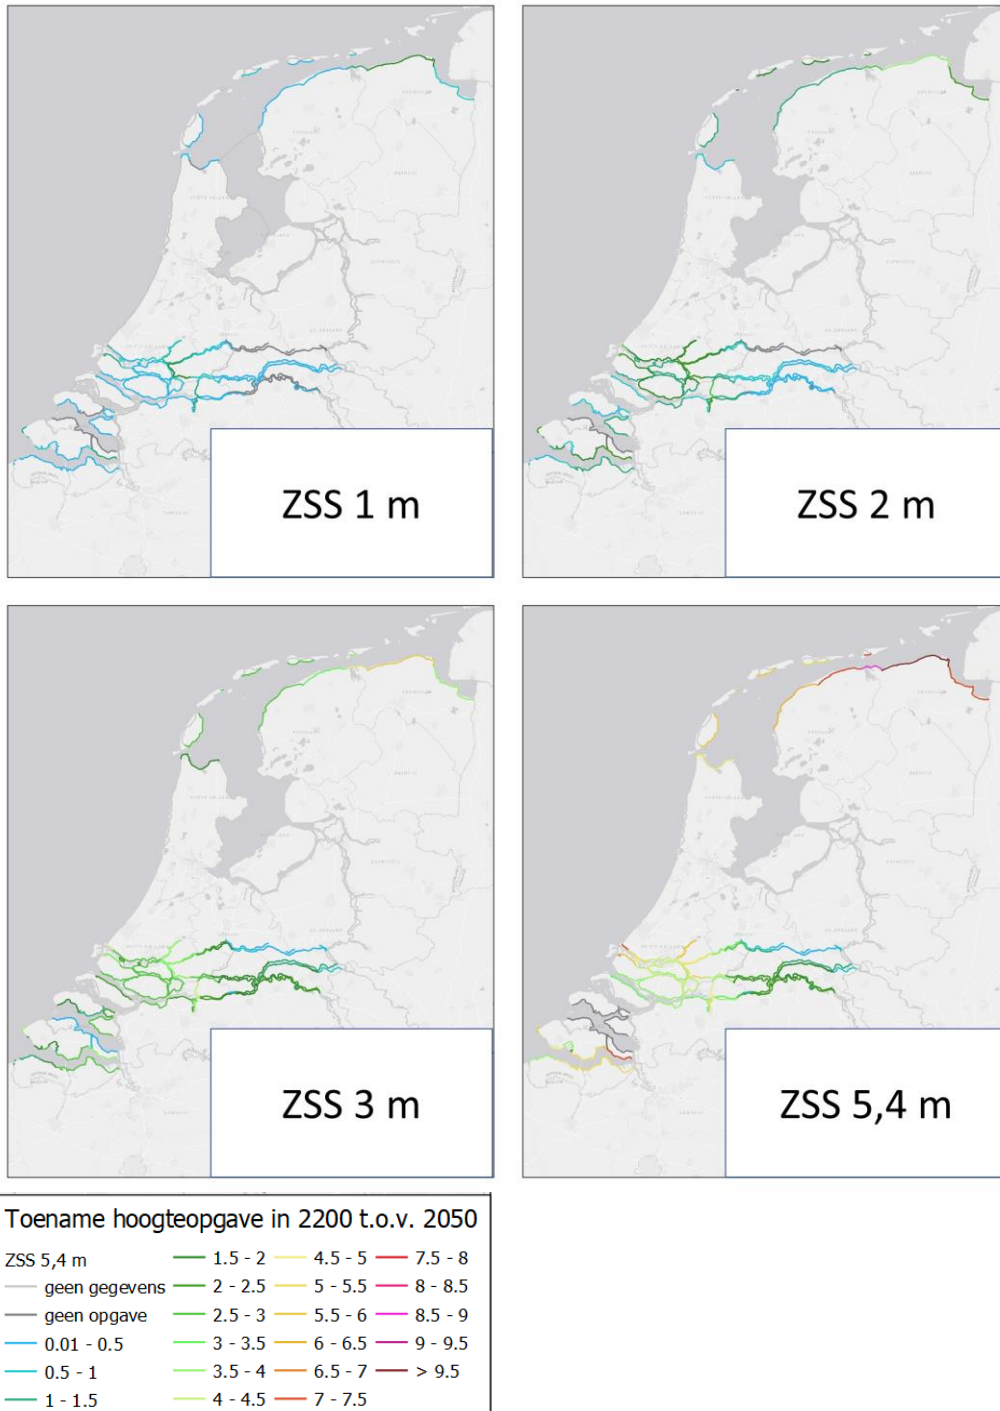 ZSS 1 m
ZSS 2 m
ZSS 3 m
ZSS 5,4 m
Toename hoogteopgave in 2200 t.o.v. 2050
ZSS 5,4 m
geen gegevens
geen opgave
0.01 - 0.5
0.5 - 1
1 - 1.5
1.5 - 2
2 - 2.5
2.5 - 3
3 - 3.5
3.5 - 4
4 - 4.5
4.5 - 5
5 - 5.5
5.5 - 6
6 - 6.5
6.5 - 7
7 - 7.5
7.5 - 8
8 - 8.5
8.5 - 9
9 - 9.5
> 9.5